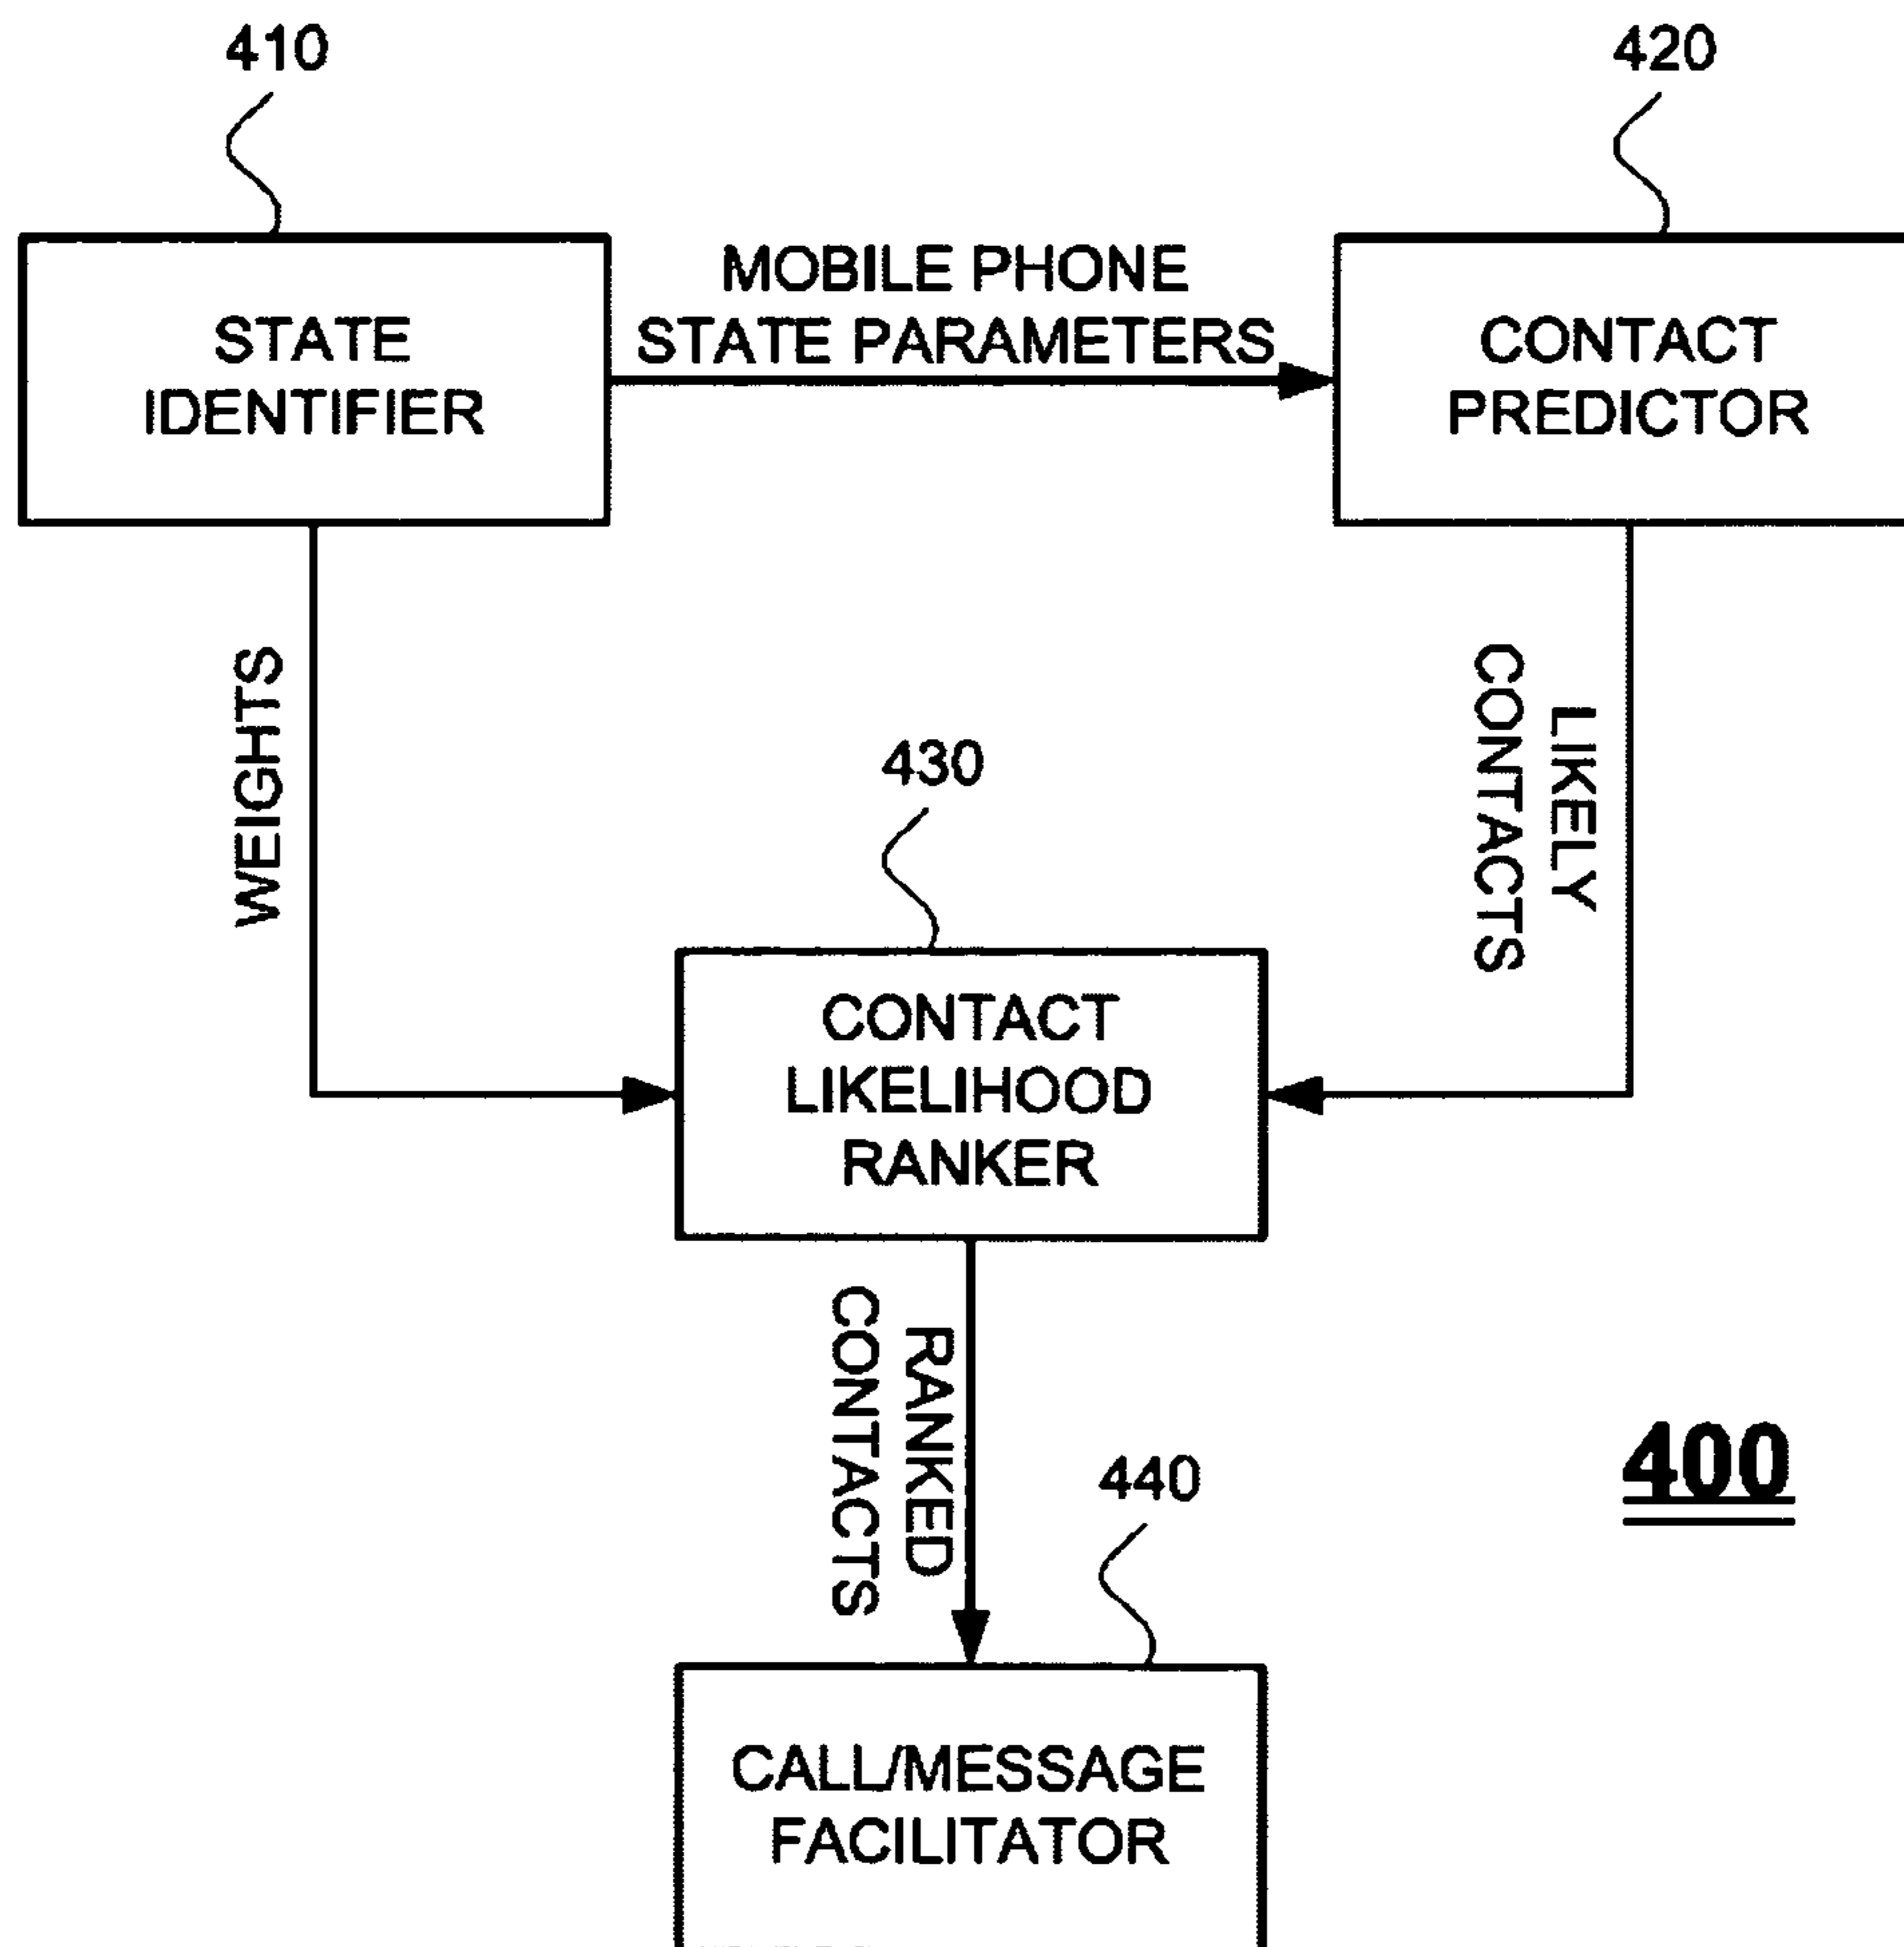 410
420
STATE
IDENTIFIER
MOBILE PHONE
STATE PARAMETERS
CONTACT
PREDICTOR
WEIGHTS
LIKELY
CONTACTS
430
CONTACT
LIKELIHOOD
RANKER
RANKED
CONTACTS
400
440
CALL/MESSAGE
FACILITATOR